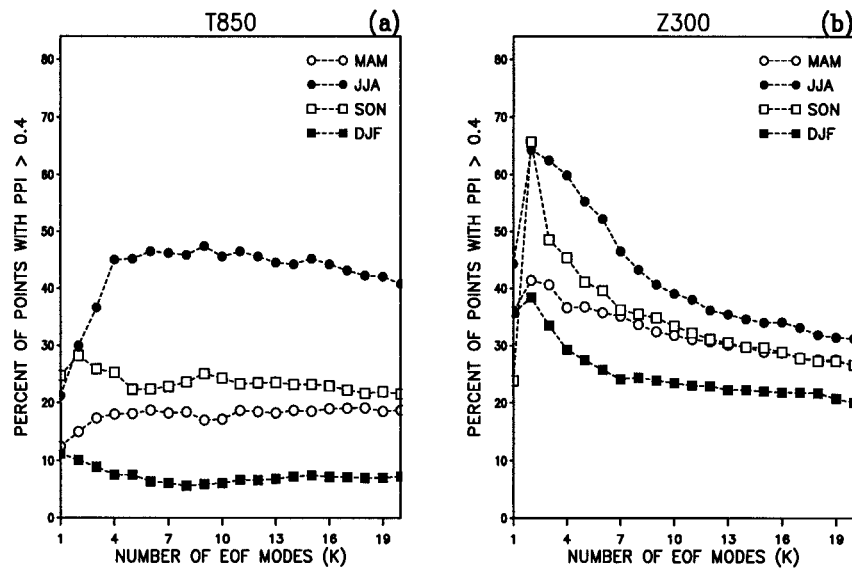 T850 (a)
PERCENT OF POINTS WITH PPI > 0.4
80
70
60
50
40
30
20
10
0
MAM
JJA
SON
DJF
1 4 7 10 13 16 19
NUMBER OF EOF MODES (K)
Z300 (b)
PERCENT OF POINTS WITH PPI > 0.4
80
70
60
50
40
30
20
10
0
MAM
JJA
SON
DJF
1 4 7 10 13 16 19
NUMBER OF EOF MODES (K)